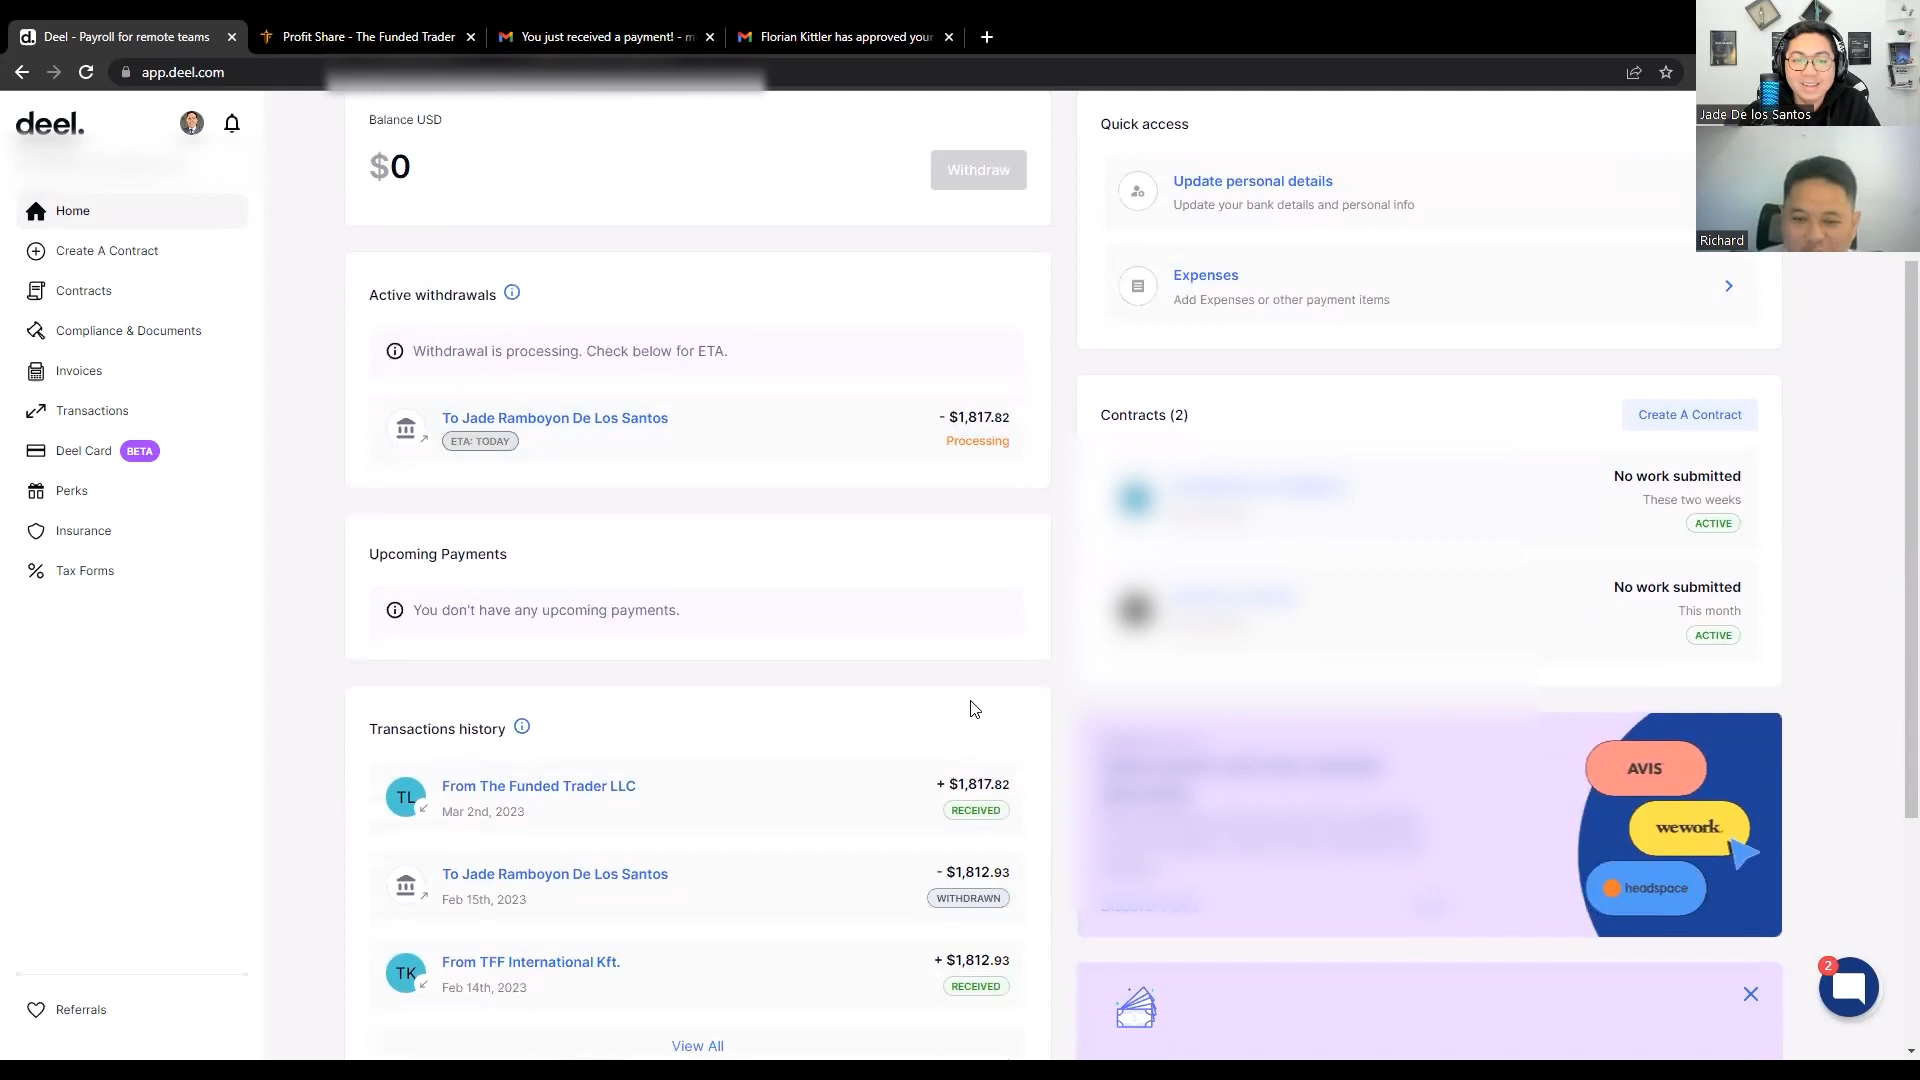 Deel - Payroll for remote teams
Profit Share - The Funded Trader
You just received a payment! - m
Florian Kittler has approved your
app.deel.com
Jade De los Santos
Richard
deel.
Home
Create A Contract
Contracts
Compliance & Documents
Invoices
Transactions
Deel Card BETA
Perks
Insurance
Tax Forms
Referrals
Balance USD
$0
Withdraw
Active withdrawals
Withdrawal is processing. Check below for ETA.
To Jade Ramboyon De Los Santos
- $1,817.82
ETA: TODAY
Processing
Upcoming Payments
You don't have any upcoming payments.
Transactions history
TL
From The Funded Trader LLC
+ $1,817.82
Mar 2nd, 2023
RECEIVED
To Jade Ramboyon De Los Santos
- $1,812.93
Feb 15th, 2023
WITHDRAWN
TK
From TFF International Kft.
+ $1,812.93
Feb 14th, 2023
RECEIVED
View All
Quick access
Update personal details
Update your bank details and personal info
Expenses
Add Expenses or other payment items
Contracts (2)
Create A Contract
No work submitted
These two weeks
ACTIVE
No work submitted
This month
ACTIVE
AVIS
wework
headspace
2